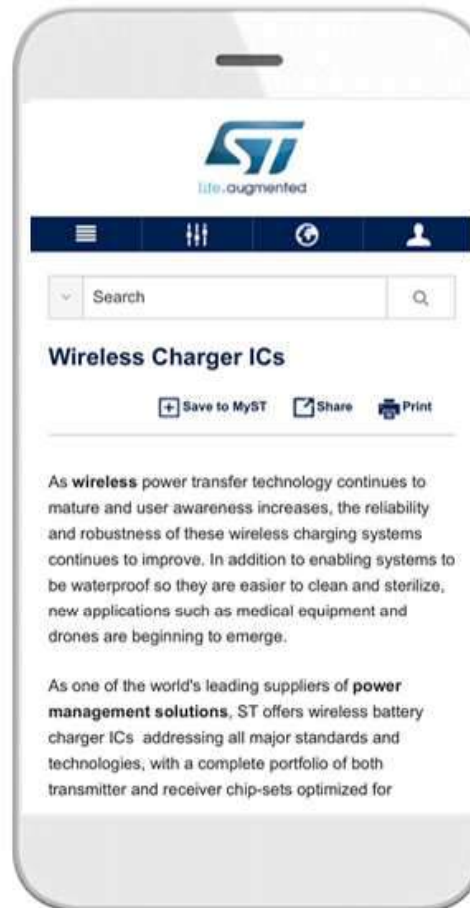 ST
life.augmented
Search
Wireless Charger ICs
Save to MyST Share Print
As wireless power transfer technology continues to
mature and user awareness increases, the reliability
and robustness of these wireless charging systems
continues to improve. In addition to enabling systems to
be waterproof so they are easier to clean and sterilize,
new applications such as medical equipment and
drones are beginning to emerge.
As one of the world's leading suppliers of power
management solutions, ST offers wireless battery
charger ICs addressing all major standards and
technologies, with a complete portfolio of both
transmitter and receiver chip-sets optimized for